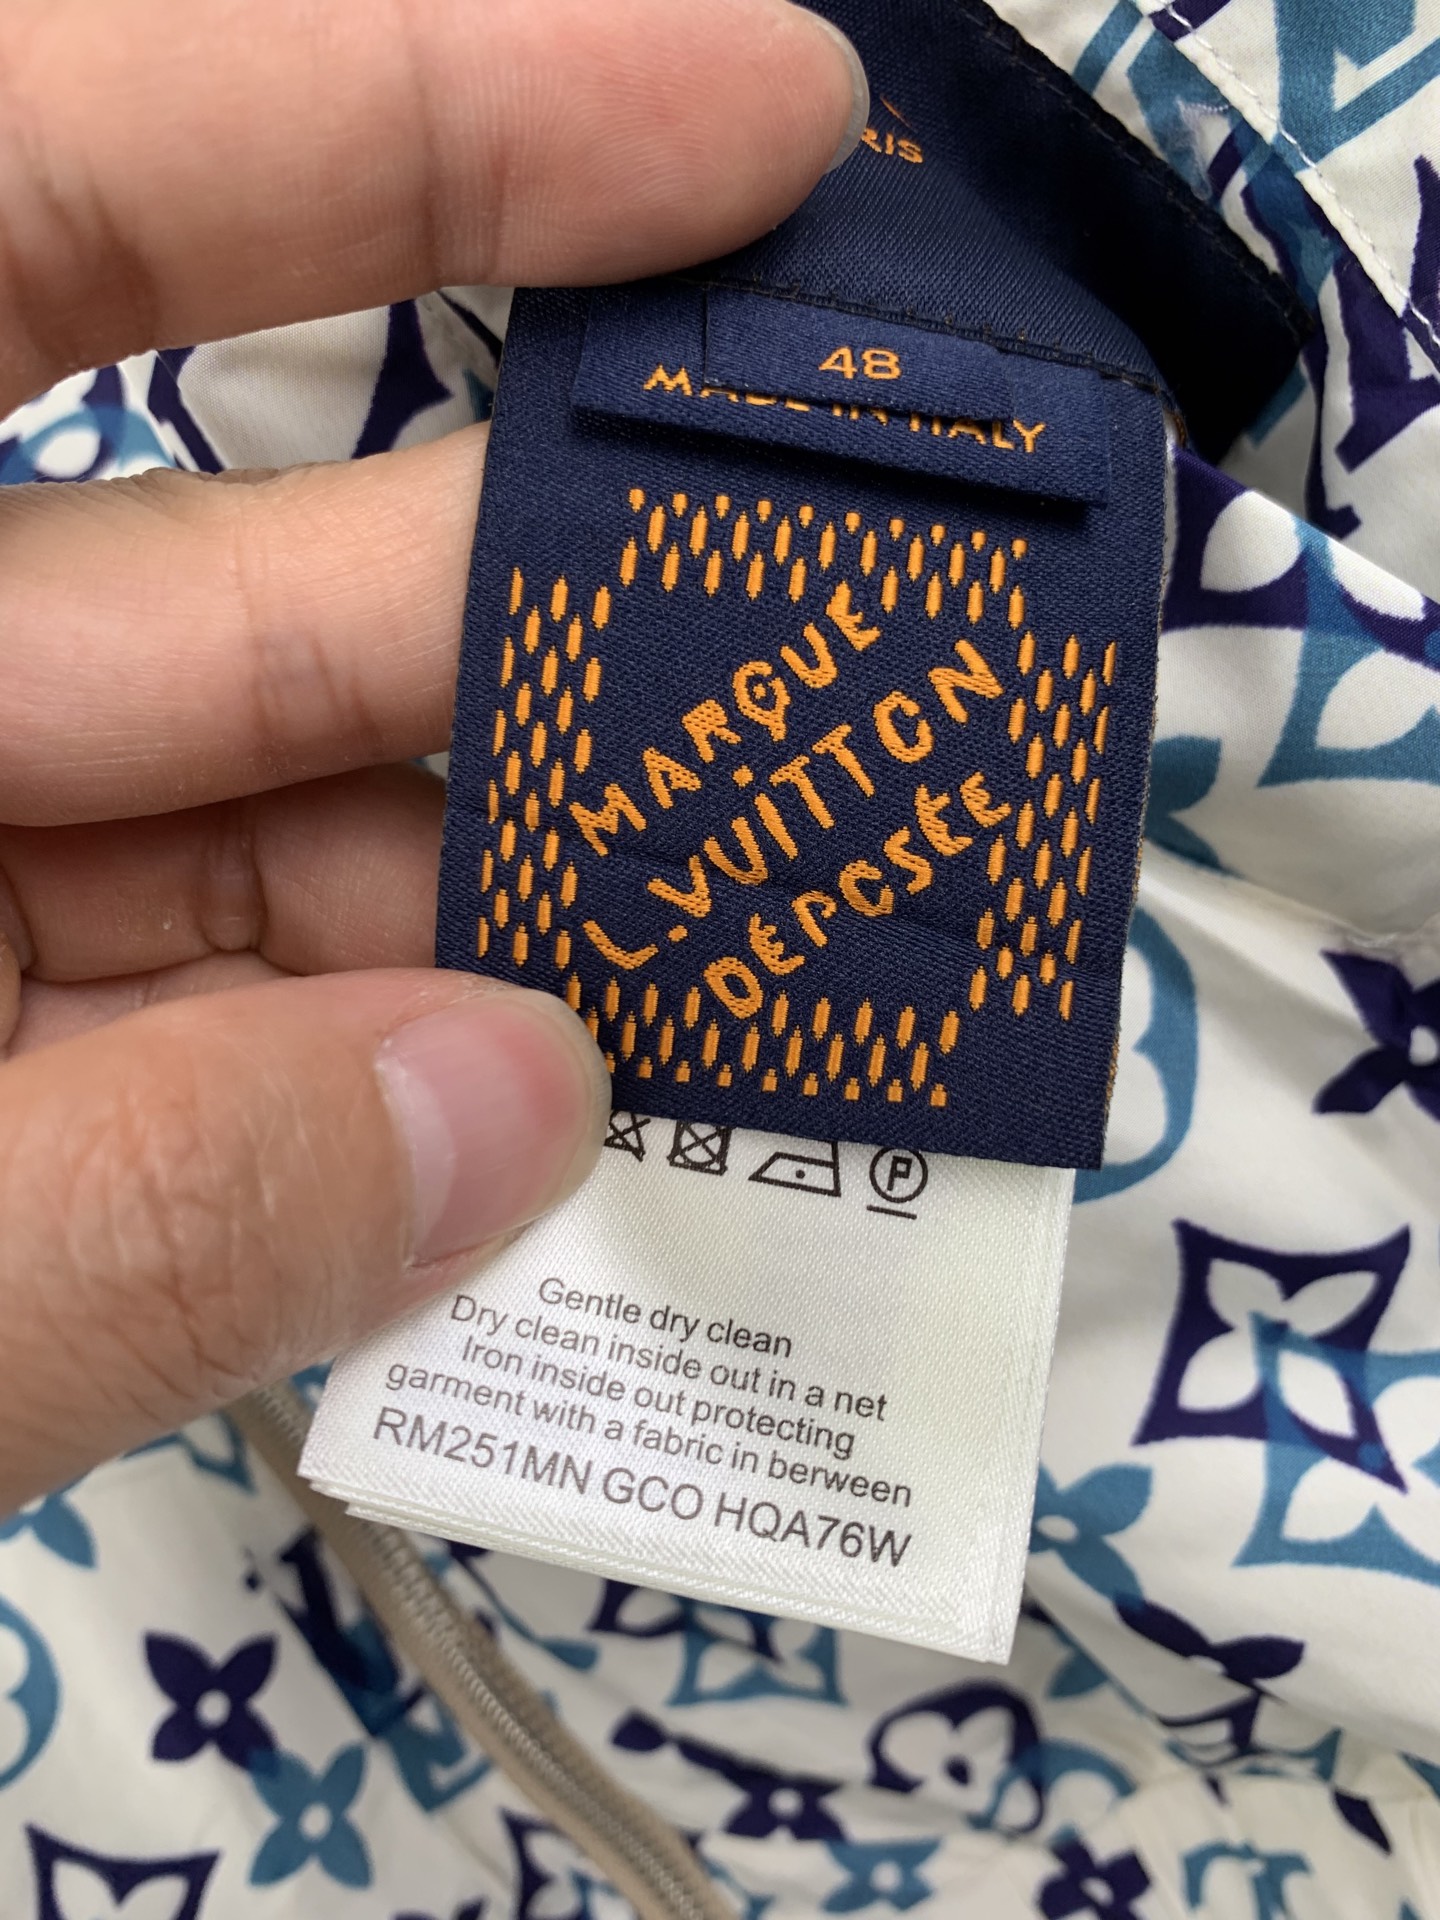 48
MADE IN ITALY
MARQUE
L.VUITTON
DÉPOSÉE
P
Gentle dry clean
Dry clean inside out in a net
Iron inside out protecting
garment with a fabric in berween
RM251MN GCO HQA76W